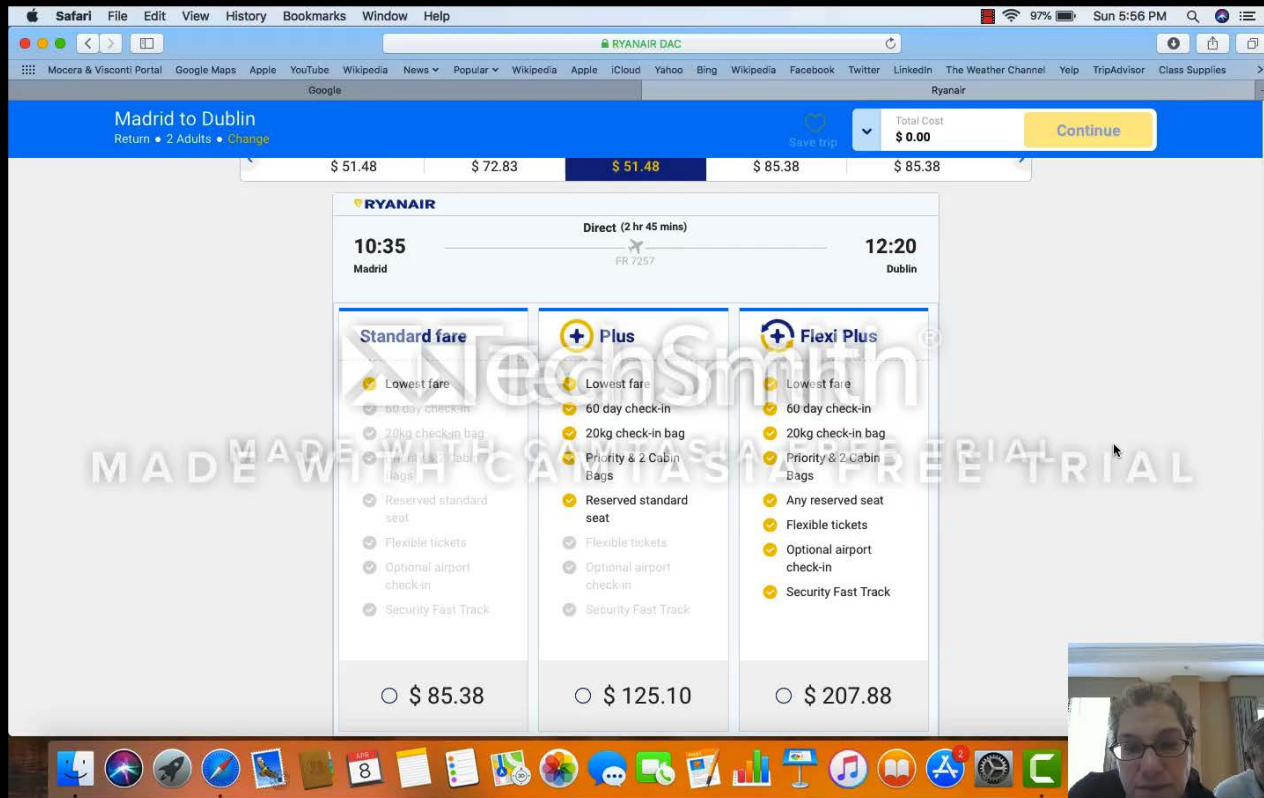 Safari File Edit View History Bookmarks Window Help 97% Sun 5:56 PM
RYANAIR DAC
Mocera & Visconti Portal Google Maps Apple YouTube Wikipedia News Popular Wikipedia Apple iCloud Yahoo Bing Wikipedia Facebook Twitter LinkedIn The Weather Channel Yelp TripAdvisor Class Supplies
Google Ryanair
Madrid to Dublin
Return • 2 Adults • Change
Save trip
Total Cost
$ 0.00
Continue
$ 51.48 $ 72.83 $ 51.48 $ 85.38 $ 85.38
RYANAIR
Direct (2 hr 45 mins)
10:35 12:20
FR 7257
Madrid Dublin
Standard fare
Lowest fare
60 day check-in
20kg check-in bag
Priority & 2 Cabin
Bags
Reserved standard
seat
Flexible tickets
Optional airport
check-in
Security Fast Track
$ 85.38
Plus
Lowest fare
60 day check-in
20kg check-in bag
Priority & 2 Cabin
Bags
Reserved standard
seat
Flexible tickets
Optional airport
check-in
Security Fast Track
$ 125.10
Flexi Plus
Lowest fare
60 day check-in
20kg check-in bag
Priority & 2 Cabin
Bags
Any reserved seat
Flexible tickets
Optional airport
check-in
Security Fast Track
$ 207.88
TechSmith®
MADE WITH CAMTASIA FREE TRIAL
APR
8
3D
2